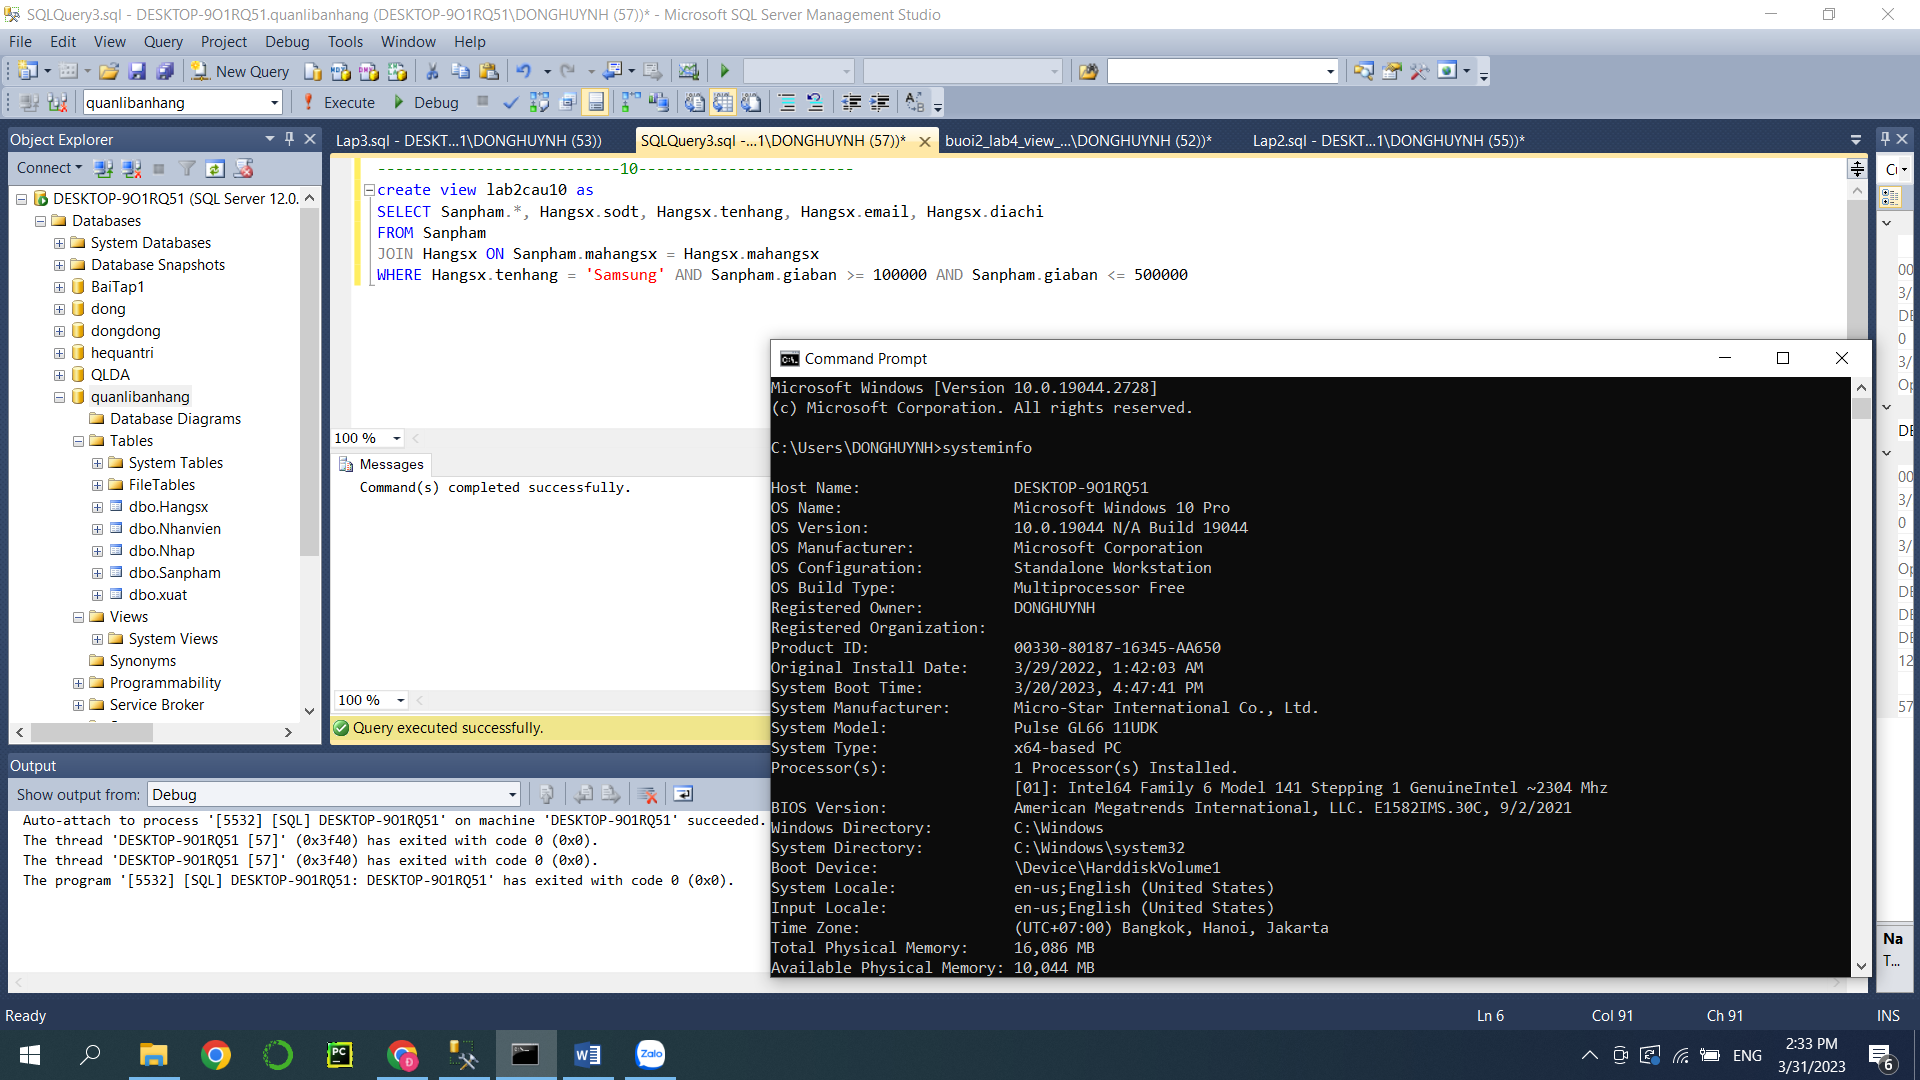 SQLQuery3.sql - DESKTOP-9O1RQ51.quanlibanhang (DESKTOP-9O1RQ51\DONGHUYNH (57))* - Microsoft SQL Server Management Studio
File Edit View Query Project Debug Tools Window Help
New Query
quanlibanhang Execute Debug
Object Explorer
Connect
DESKTOP-9O1RQ51 (SQL Server 12.0.
Databases
System Databases
Database Snapshots
BaiTap1
dong
dongdong
hequantri
QLDA
quanlibanhang
Database Diagrams
Tables
System Tables
FileTables
dbo.Hangsx
dbo.Nhanvien
dbo.Nhap
dbo.Sanpham
dbo.xuat
Views
System Views
Synonyms
Programmability
Service Broker
Lap3.sql - DESKT...1\DONGHUYNH (53)) SQLQuery3.sql -...1\DONGHUYNH (57))* buoi2_lab4_view_...\DONGHUYNH (52))* Lap2.sql - DESKT...1\DONGHUYNH (55))*
---------------------------10------------------------
create view lab2cau10 as
SELECT Sanpham.*, Hangsx.sodt, Hangsx.tenhang, Hangsx.email, Hangsx.diachi
FROM Sanpham
JOIN Hangsx ON Sanpham.mahangsx = Hangsx.mahangsx
WHERE Hangsx.tenhang = 'Samsung' AND Sanpham.giaban >= 100000 AND Sanpham.giaban <= 500000
100 %
Messages
Command(s) completed successfully.
100 %
Query executed successfully.
Command Prompt
Microsoft Windows [Version 10.0.19044.2728]
(c) Microsoft Corporation. All rights reserved.
C:\Users\DONGHUYNH>systeminfo
Host Name: DESKTOP-9O1RQ51
OS Name: Microsoft Windows 10 Pro
OS Version: 10.0.19044 N/A Build 19044
OS Manufacturer: Microsoft Corporation
OS Configuration: Standalone Workstation
OS Build Type: Multiprocessor Free
Registered Owner: DONGHUYNH
Registered Organization:
Product ID: 00330-80187-16345-AA650
Original Install Date: 3/29/2022, 1:42:03 AM
System Boot Time: 3/20/2023, 4:47:41 PM
System Manufacturer: Micro-Star International Co., Ltd.
System Model: Pulse GL66 11UDK
System Type: x64-based PC
Processor(s): 1 Processor(s) Installed.
[01]: Intel64 Family 6 Model 141 Stepping 1 GenuineIntel ~2304 Mhz
BIOS Version: American Megatrends International, LLC. E1582IMS.30C, 9/2/2021
Windows Directory: C:\Windows
System Directory: C:\Windows\system32
Boot Device: \Device\HarddiskVolume1
System Locale: en-us;English (United States)
Input Locale: en-us;English (United States)
Time Zone: (UTC+07:00) Bangkok, Hanoi, Jakarta
Total Physical Memory: 16,086 MB
Available Physical Memory: 10,044 MB
Output
Show output from: Debug
Auto-attach to process '[5532] [SQL] DESKTOP-9O1RQ51' on machine 'DESKTOP-9O1RQ51' succeeded.
The thread 'DESKTOP-9O1RQ51 [57]' (0x3f40) has exited with code 0 (0x0).
The thread 'DESKTOP-9O1RQ51 [57]' (0x3f40) has exited with code 0 (0x0).
The program '[5532] [SQL] DESKTOP-9O1RQ51: DESKTOP-9O1RQ51' has exited with code 0 (0x0).
00
3/
0
3/
00
3/
0
3/
12
57
Na
T...
Ready Ln 6 Col 91 Ch 91 INS
PC
Zalo
ENG
2:33 PM
3/31/2023
6